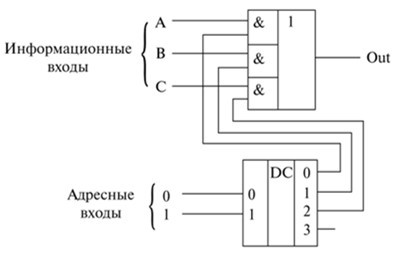 A
& 1
Информационные
входы
B
&
Out
C
&
DC 0
Адресные
входы
0
0
1
1
1
2
3